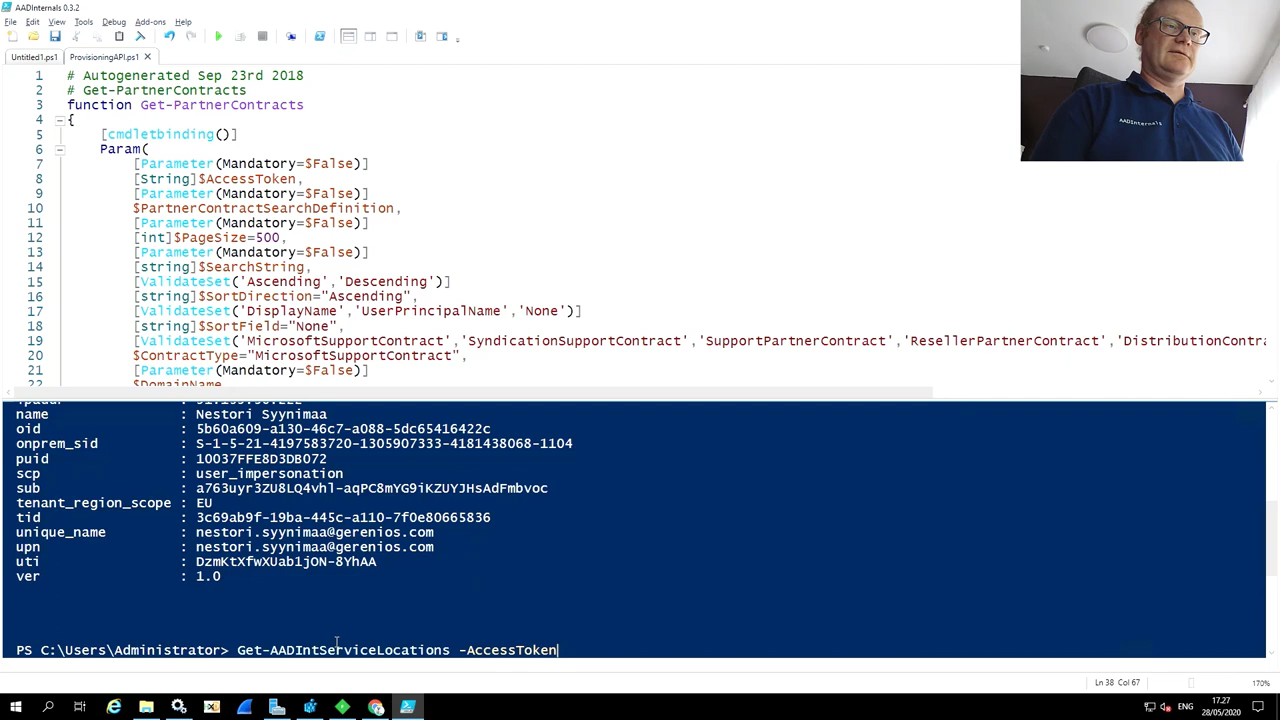 AADInternals 0.3.2
File Edit View Tools Debug Add-ons Help
Untitled1.ps1 ProvisioningAPI.ps1
1 # Autogenerated Sep 23rd 2018
2 # Get-PartnerContracts
3 function Get-PartnerContracts
4 {
5 [cmdletbinding()]
6 Param(
7 [Parameter(Mandatory=$False)]
8 [String]$AccessToken,
9 [Parameter(Mandatory=$False)]
10 $PartnerContractSearchDefinition,
11 [Parameter(Mandatory=$False)]
12 [int]$PageSize=500,
13 [Parameter(Mandatory=$False)]
14 [string]$SearchString,
15 [ValidateSet('Ascending','Descending')]
16 [string]$SortDirection="Ascending",
17 [ValidateSet('DisplayName','UserPrincipalName','None')]
18 [string]$SortField="None",
19 [ValidateSet('MicrosoftSupportContract','SyndicationSupportContract','SupportPartnerContract','ResellerPartnerContract','DistributionContra
20 $ContractType="MicrosoftSupportContract",
21 [Parameter(Mandatory=$False)]
22 $DomainName
AADInternals
name : Nestori Syynimaa
oid : 5b60a609-a130-46c7-a088-5dc65416422c
onprem_sid : S-1-5-21-4197583720-1305907333-4181438068-1104
puid : 10037FFE8D3DB072
scp : user_impersonation
sub : a763uyr3ZU8LQ4vhl-aqPC8mYG9iKZUYJHsAdFmbvoc
tenant_region_scope : EU
tid : 3c69ab9f-19ba-445c-a110-7f0e80665836
unique_name : nestori.syynimaa@gerenios.com
upn : nestori.syynimaa@gerenios.com
uti : DzmKtXfwXUab1jON-8YhAA
ver : 1.0
PS C:\Users\Administrator> Get-AADIntServiceLocations -AccessToken
Ln 38 Col 67 170%
ENG 17.27
28/05/2020